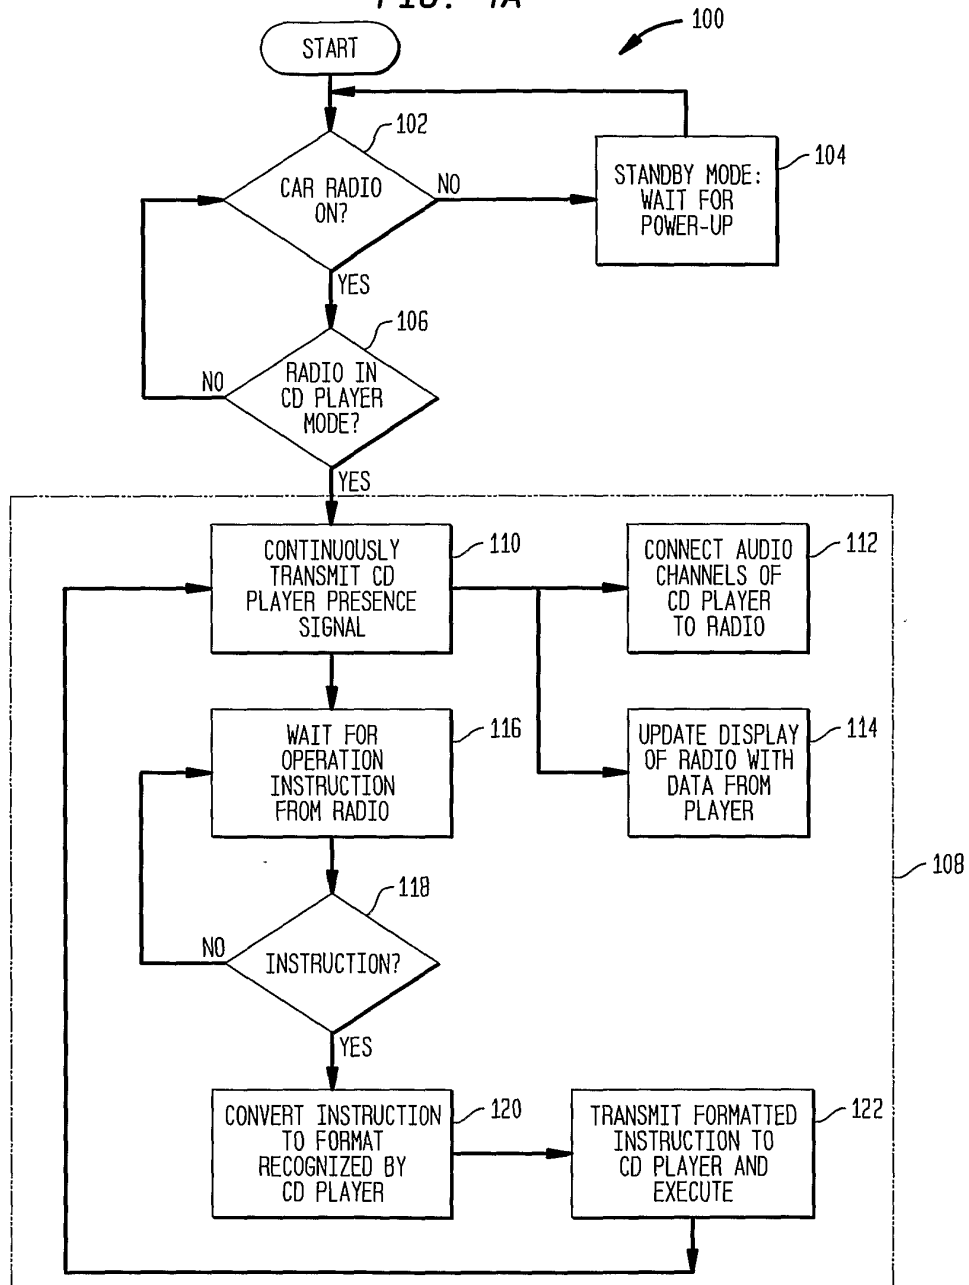 FIG. 4A
100
START
102
CAR RADIO
ON?
NO
104
STANDBY MODE:
WAIT FOR
POWER-UP
YES
106
RADIO IN
CD PLAYER
MODE?
NO
YES
110
CONTINUOUSLY
TRANSMIT CD
PLAYER PRESENCE
SIGNAL
112
CONNECT AUDIO
CHANNELS OF
CD PLAYER
TO RADIO
116
WAIT FOR
OPERATION
INSTRUCTION
FROM RADIO
114
UPDATE DISPLAY
OF RADIO WITH
DATA FROM
PLAYER
108
118
INSTRUCTION?
NO
YES
120
CONVERT INSTRUCTION
TO FORMAT
RECOGNIZED BY
CD PLAYER
122
TRANSMIT FORMATTED
INSTRUCTION TO
CD PLAYER AND
EXECUTE